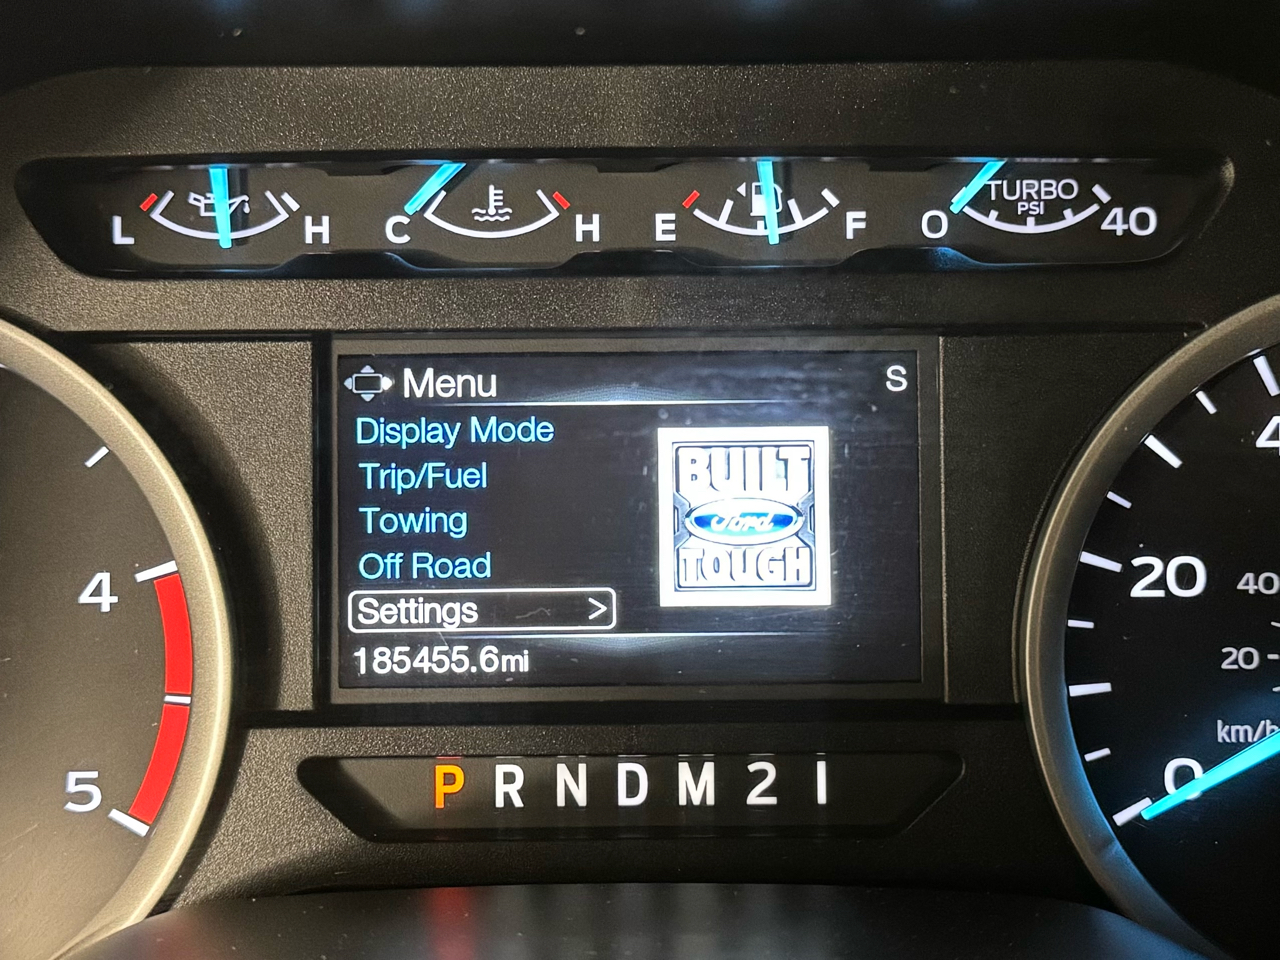 L H C H E F O TURBO PSI 40
Menu S
Display Mode
Trip/Fuel
Towing
Off Road
Settings >
185455.6mi
BUILT
Ford
TOUGH
P R N D M 2 1
4
5
20
0
40
20
km/h